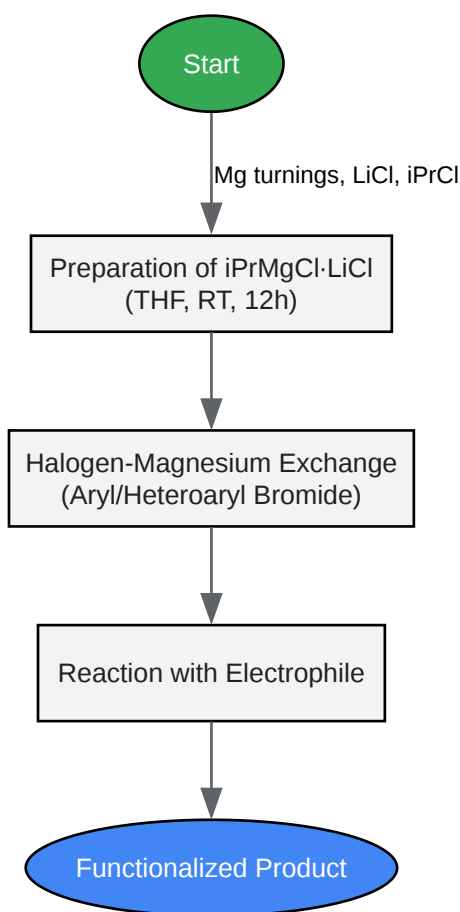 Start
Mg turnings, LiCl, iPrCl
Preparation of iPrMgCl·LiCl
(THF, RT, 12h)
Halogen-Magnesium Exchange
(Aryl/Heteroaryl Bromide)
Reaction with Electrophile
Functionalized Product